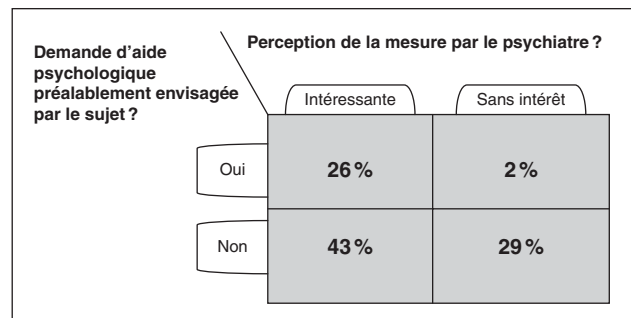 Demande d'aide
psychologique
préalablement envisagée
par le sujet ?
Perception de la mesure par le psychiatre ?
Intéressante
Sans intérêt
Oui
26 %
2 %
Non
43 %
29 %